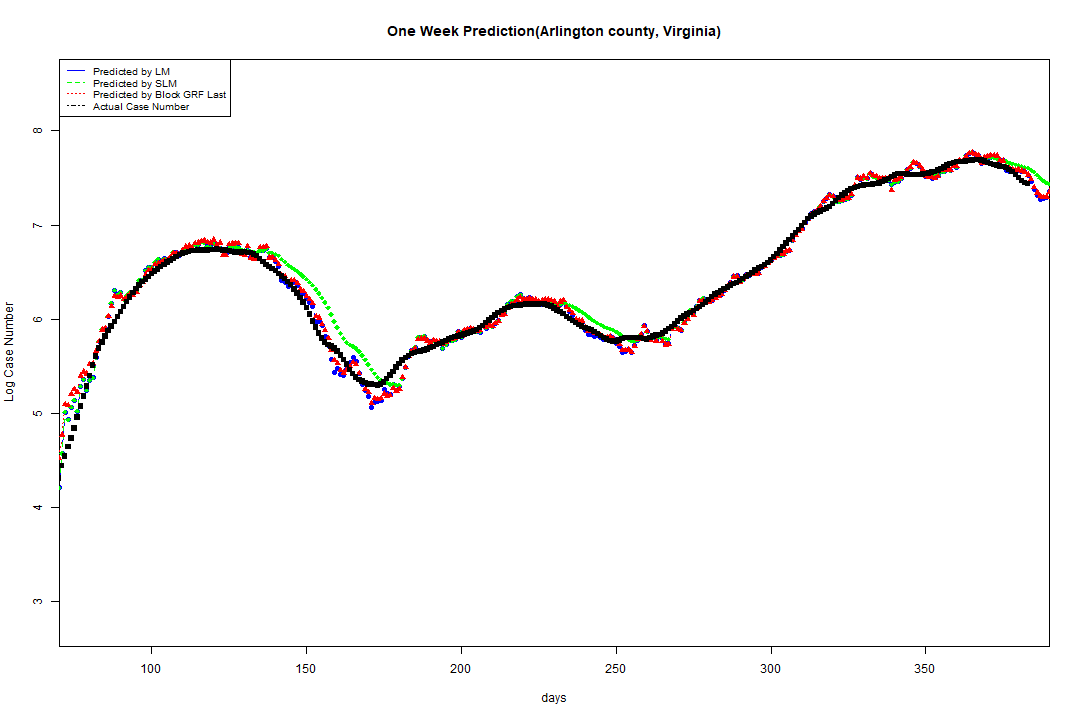 One Week Prediction(Arlington county, Virginia)
Predicted by LM
Predicted by SLM
Predicted by Block GRF Last
Actual Case Number
8
7
6
5
4
3
Log Case Number
100 150 200 250 300 350
days